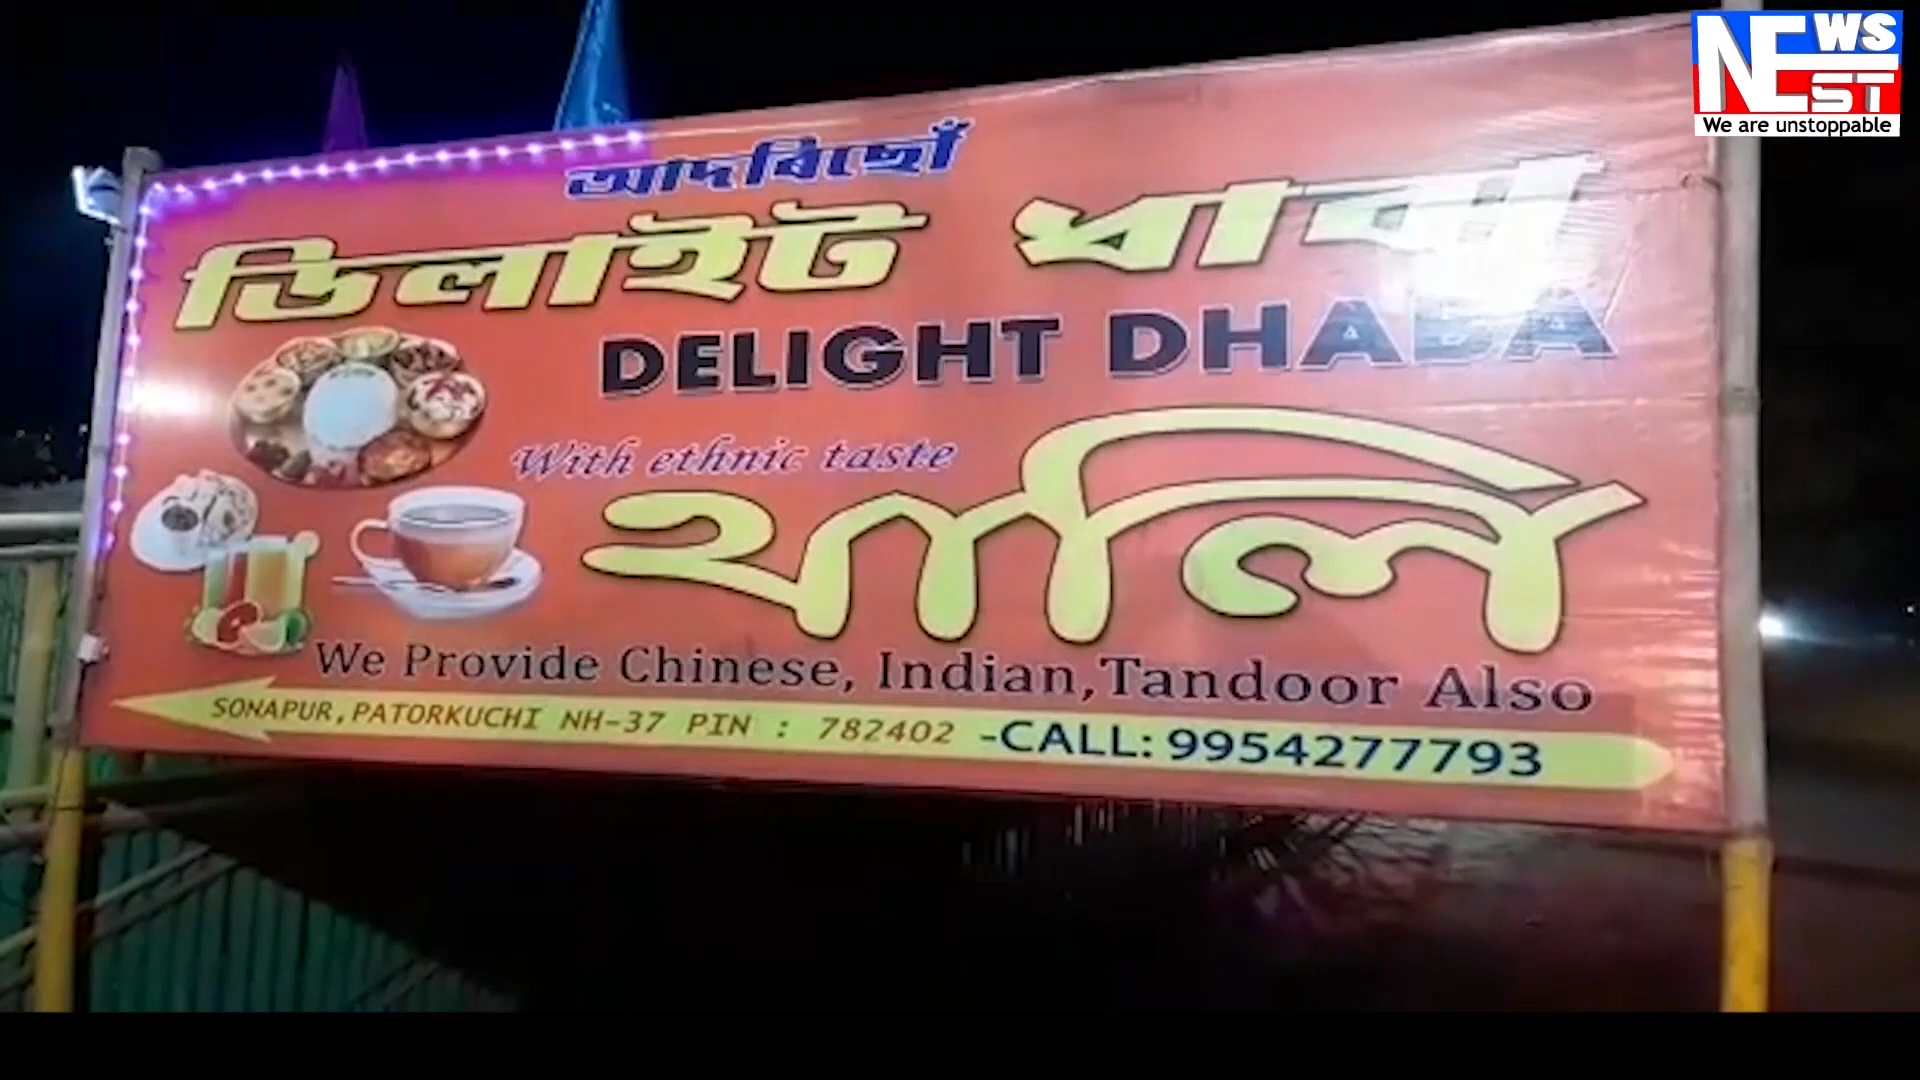 NEWS
NEST
We are unstoppable
আদৰিছোঁ
ডিলাইট ধাবা
DELIGHT DHABA
With ethnic taste
থালি
We Provide Chinese, Indian,Tandoor Also
SONAPUR,PATORKUCHI NH-37 PIN : 782402 -CALL: 9954277793